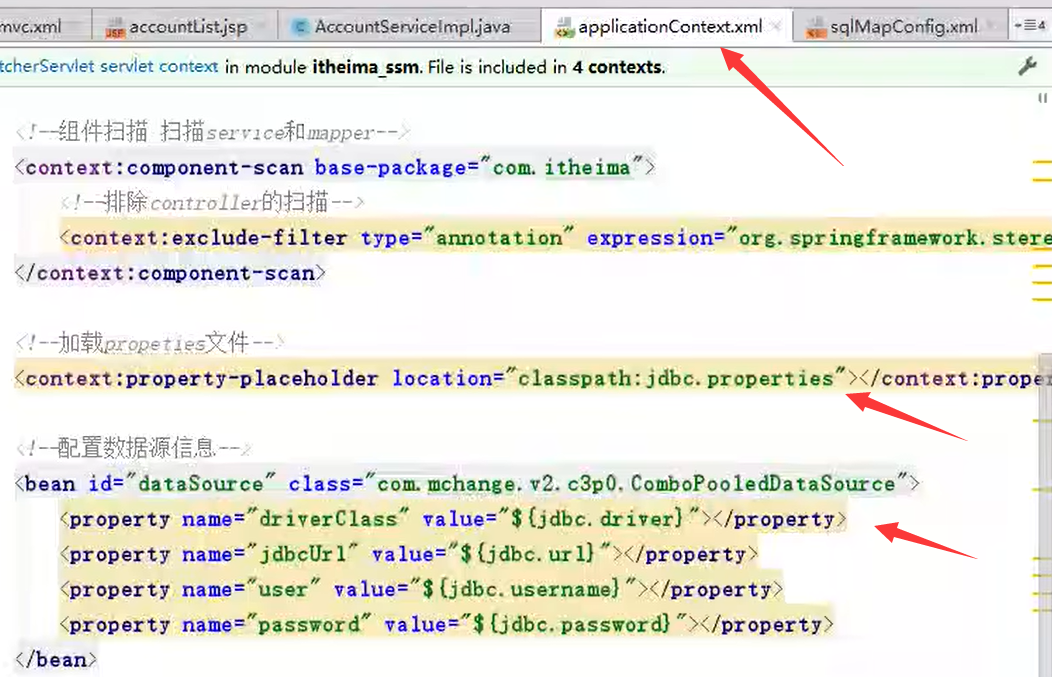 mvc.xml accountList.jsp AccountServiceImpl.java applicationContext.xml sqlMapConfig.xml 4
tcherServlet servlet context in module itheima_ssm. File is included in 4 contexts.
<!--组件扫描 扫描service和mapper-->
<context:component-scan base-package="com.itheima">
<!--排除controller的扫描-->
<context:exclude-filter type="annotation" expression="org.springframework.stere
</context:component-scan>
<!--加载propeties文件-->
<context:property-placeholder location="classpath:jdbc.properties"></context:prope
<!--配置数据源信息-->
<bean id="dataSource" class="com.mchange.v2.c3p0.ComboPooledDataSource">
<property name="driverClass" value="${jdbc.driver}"></property>
<property name="jdbcUrl" value="${jdbc.url}"></property>
<property name="user" value="${jdbc.username}"></property>
<property name="password" value="${jdbc.password}"></property>
</bean>